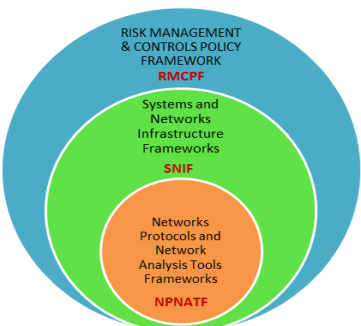 RISK MANAGEMENT
& CONTROLS POLICY
FRAMEWORK
RMCPF
Systems and
Networks
Infrastructure
Frameworks
SNIF
Networks
Protocols and
Network
Analysis Tools
Frameworks
NPNATF